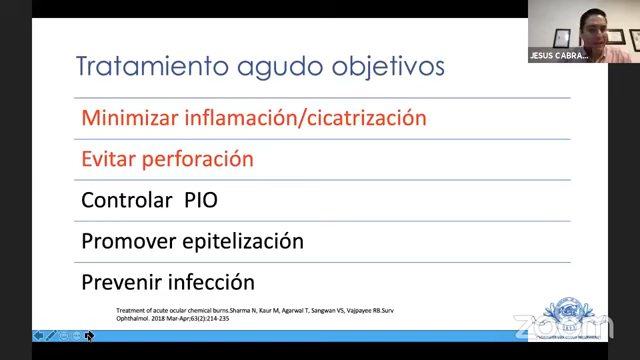 JESUS CABRA...
Tratamiento agudo objetivos
Minimizar inflamación/cicatrización
Evitar perforación
Controlar PIO
Promover epitelización
Prevenir infección
Treatment of acute ocular chemical burns.Sharma N, Kaur M, Agarwal T, Sangwan VS, Vajpayee RB.Surv
Ophthalmol. 2018 Mar-Apr;63(2):214-235
zoom